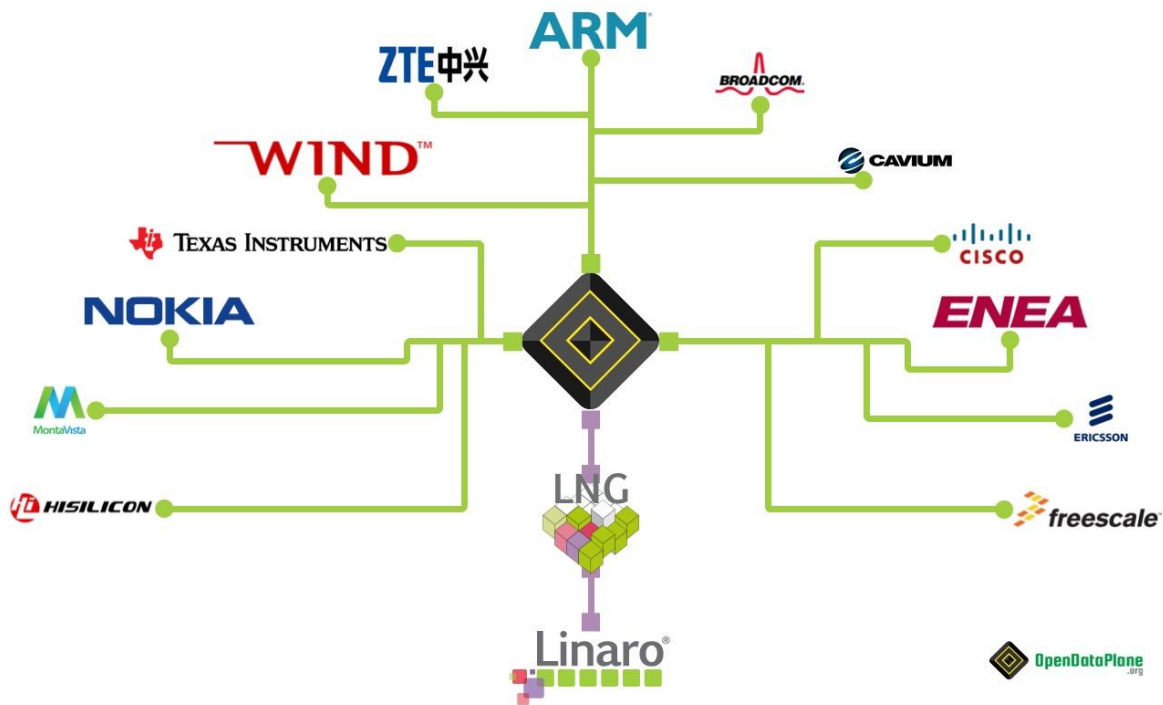 ARM®
ZTE中兴
BROADCOM.
WIND™
CAVIUM
TEXAS INSTRUMENTS
CISCO
NOKIA
ENEA
MontaVista
ERICSSON
LNG
Hi HISILICON
freescale™
Linaro®
OpenDataPlane
.org